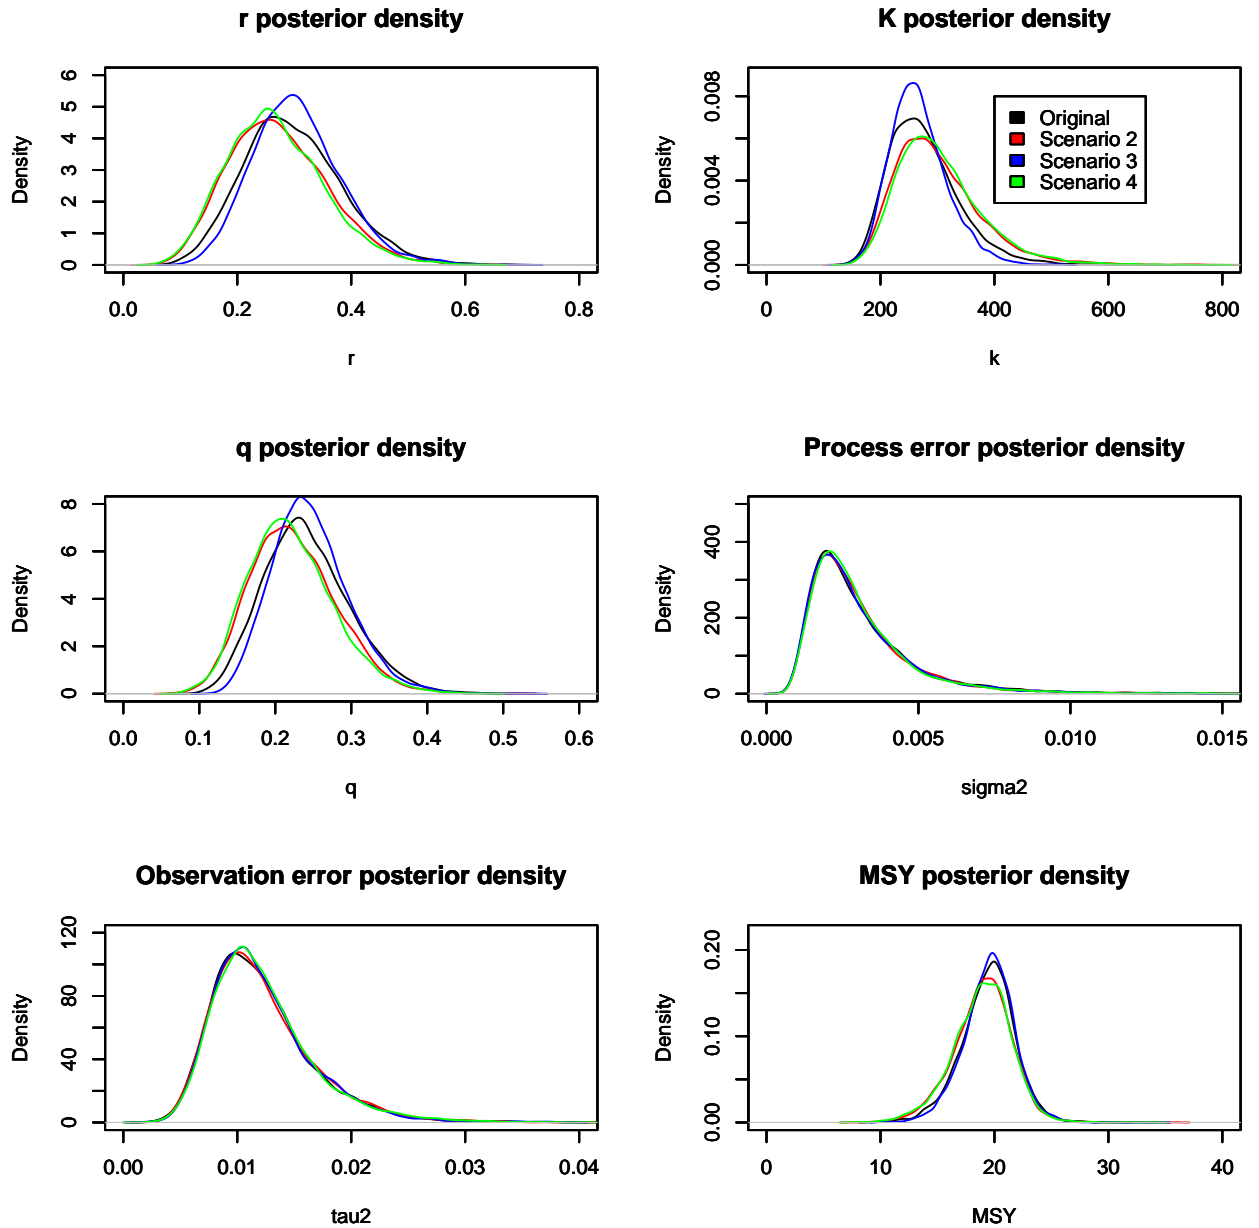 r posterior density
Density
0 1 2 3 4 5 6
0.0 0.2 0.4 0.6 0.8
r
K posterior density
Density
0.000 0.004 0.008
Original
Scenario 2
Scenario 3
Scenario 4
0 200 400 600 800
k
q posterior density
Density
0 2 4 6 8
0.0 0.1 0.2 0.3 0.4 0.5 0.6
q
Process error posterior density
Density
0 200 400
0.000 0.005 0.010 0.015
sigma2
Observation error posterior density
Density
0 40 80 120
0.00 0.01 0.02 0.03 0.04
tau2
MSY posterior density
Density
0.00 0.10 0.20
0 10 20 30 40
MSY